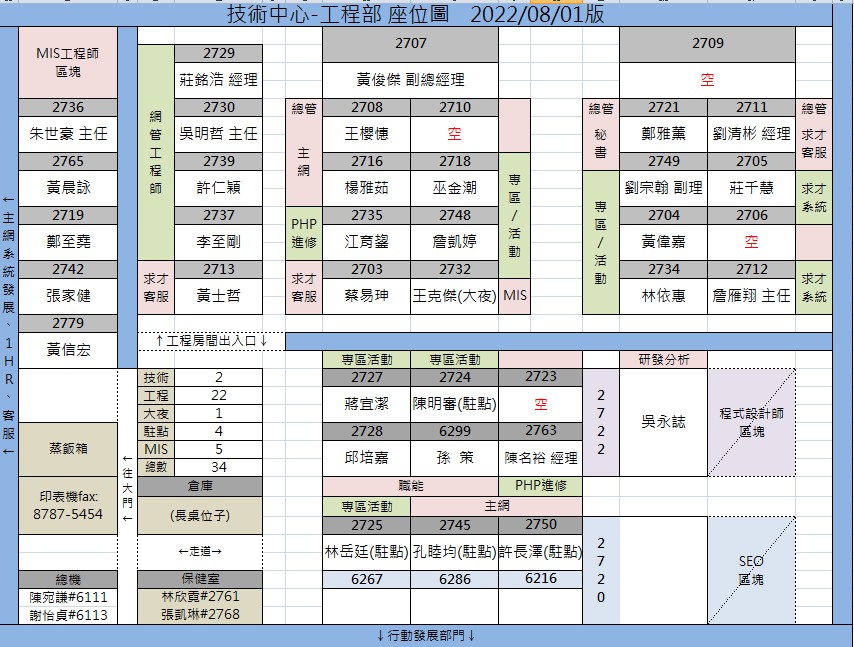 技術中心-工程部 座位圖 2022/08/01版
MIS工程師
區塊
2736
朱世豪 主任
2765
黃晨詠
2719
鄭至堯
2742
張家健
2779
黃信宏
←主網系統發展、1HR、客服←
網管工程師
2729
莊銘浩 經理
2730
吳明哲 主任
2739
許仁穎
2737
李至剛
求才
客服
2713
黃士哲
2707
黃俊傑 副總經理
總管
主網
2708
2710
王櫻憓
空
2716
2718
楊雅茹
巫金潮
PHP
進修
2735
2748
江育鋆
詹凱婷
求才
客服
2703
2732
蔡易珅
王克傑(大夜)
專區/活動
MIS
2709
空
總管
秘書
2721
2711
鄭雅薰
劉清彬 經理
總管
求才
客服
2749
2705
劉宗翰 副理
莊千慧
求才
系統
專區/活動
2704
2706
黃偉嘉
空
2734
2712
林依惠
詹雁翔 主任
求才
系統
↑工程房間出入口↓
技術 2
工程 22
大夜 1
駐點 4
MIS 5
總數 34
倉庫
(長桌位子)
←走道→
保健室
林欣霞#2761
張凱琳#2768
蒸飯箱
印表機fax:
8787-5454
總機
陳宛謙#6111
謝怡貞#6113
←往大門←
專區活動
專區活動
2727
2724
2723
蔣宜潔
陳明審(駐點)
空
2728
6299
2763
邱培嘉
孫 策
陳名裕 經理
職能
PHP進修
專區活動
主網
2725
2745
2750
林岳廷(駐點)
孔睦均(駐點)
許長澤(駐點)
6267
6286
6216
2722
研發分析
吳永誌
程式設計師
區塊
2720
SEO
區塊
↓行動發展部門↓